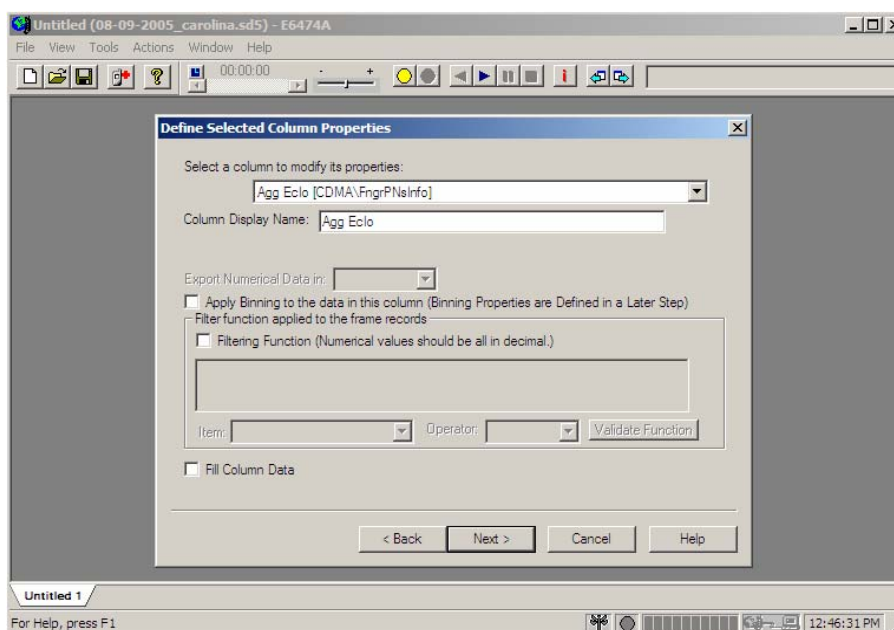 Untitled (08-09-2005_carolina.sd5) - E6474A
File View Tools Actions Window Help
00:00:00
- +
Define Selected Column Properties
Select a column to modify its properties:
Agg EcIo [CDMA\FngrPNsInfo]
Column Display Name: Agg EcIo
Export Numerical Data in:
Apply Binning to the data in this column (Binning Properties are Defined in a Later Step)
Filter function applied to the frame records
Filtering Function (Numerical values should be all in decimal.)
Item: Operator: Validate Function
Fill Column Data
< Back Next > Cancel Help
Untitled 1
For Help, press F1 12:46:31 PM